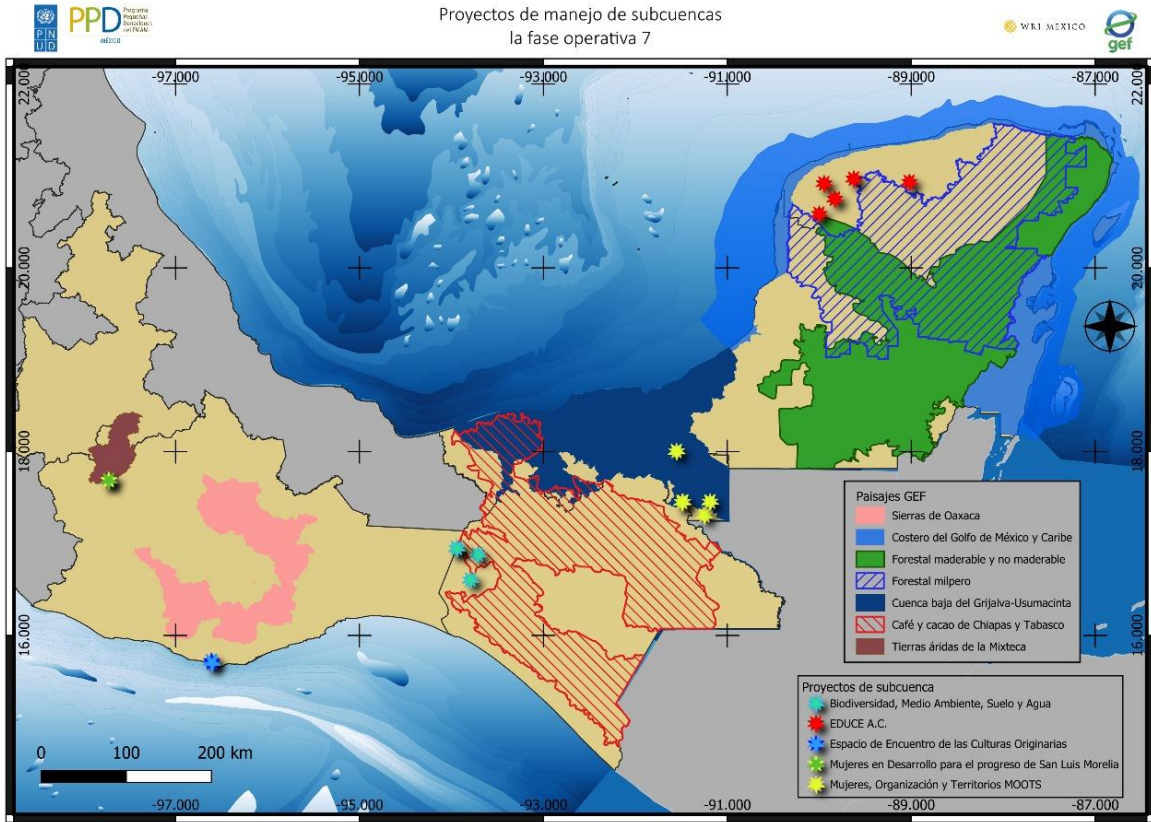 Proyectos de manejo de subcuencas
la fase operativa 7
P N
U D
PPD
Programa
Pequeñas
Donaciones
del FMAM
MÉXICO
WRI MEXICO
gef
-97.000 -95.000 -93.000 -91.000 -89.000 -87.000
22.000 22.000
20.000 20.000
18.000 18.000
16.000 16.000
Paisajes GEF
Sierras de Oaxaca
Costero del Golfo de México y Caribe
Forestal maderable y no maderable
Forestal milpero
Cuenca baja del Grijalva-Usumacinta
Café y cacao de Chiapas y Tabasco
Tierras áridas de la Mixteca
Proyectos de subcuenca
Biodiversidad, Medio Ambiente, Suelo y Agua
EDUCE A.C.
Espacio de Encuentro de las Culturas Originarias
Mujeres en Desarrollo para el progreso de San Luis Morelia
Mujeres, Organización y Territorios MOOTS
0 100 200 km
-97.000 -95.000 -93.000 -91.000 -89.000 -87.000